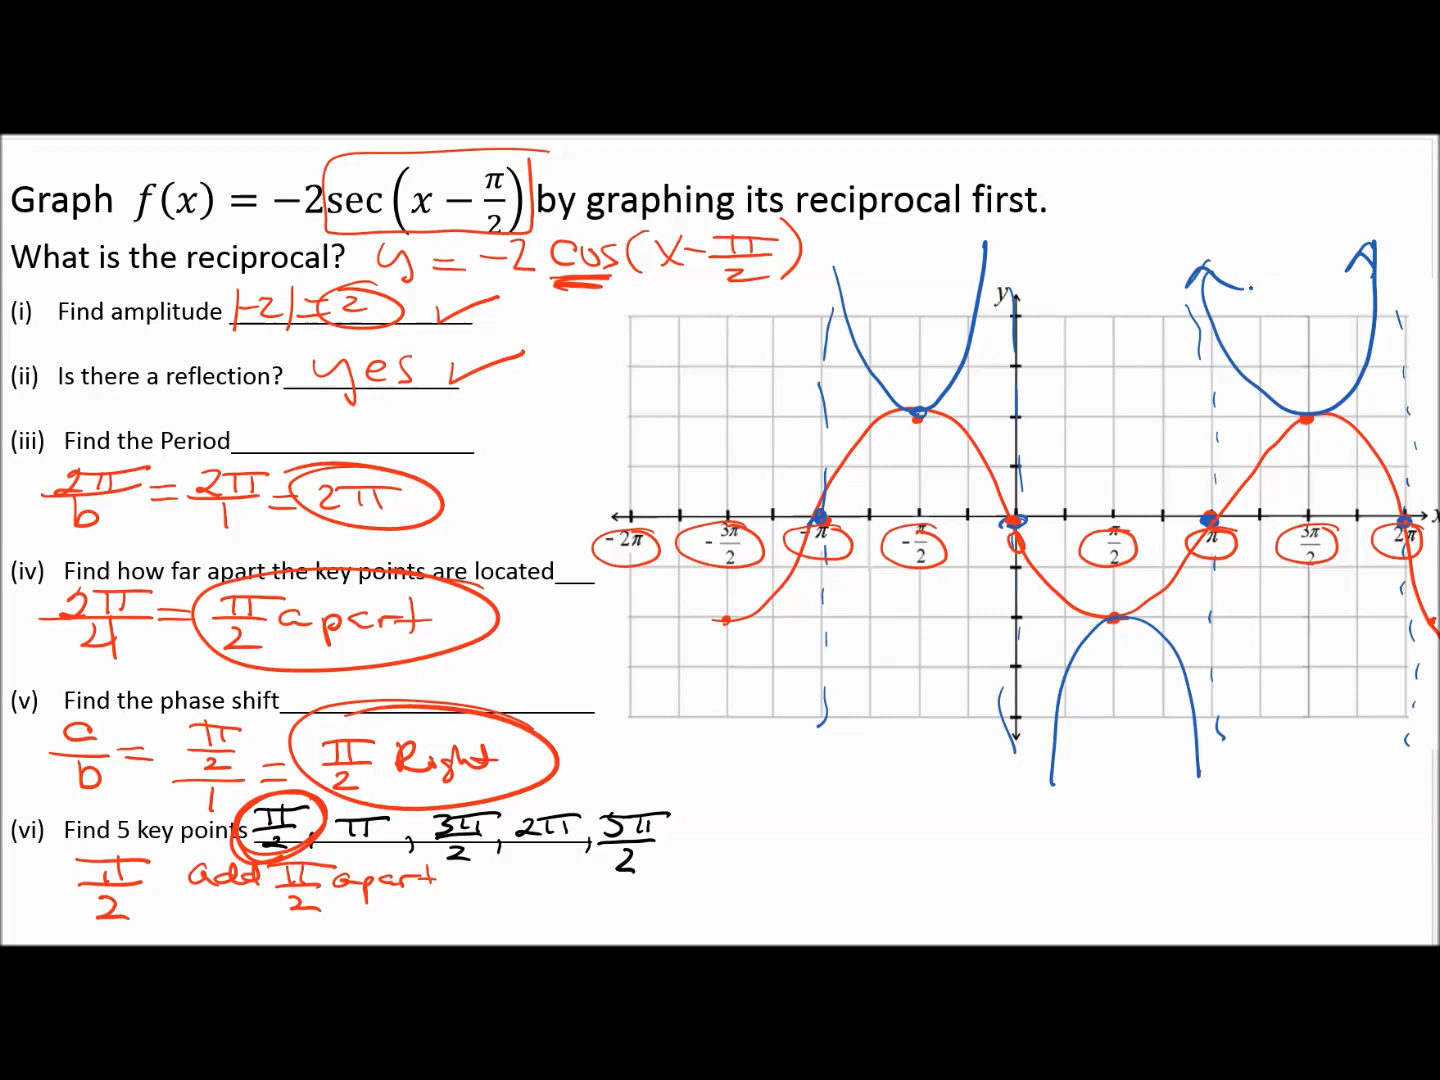 Graph f(x) = −2sec(x − π/2) by graphing its reciprocal first.
What is the reciprocal? y = -2 cos(x - π/2)
(i) Find amplitude |-2| = 2 ✓
(ii) Is there a reflection? yes ✓
(iii) Find the Period
2π/b = 2π/1 = 2π
(iv) Find how far apart the key points are located
2π/4 = π/2 apart
(v) Find the phase shift
c/b = π/2/1 = π/2 Right
(vi) Find 5 key points π/2, π, 3π/2, 2π, 5π/2
π/2 add π/2 apart
y
x
-2π -3π/2 -π -π/2 0 π/2 π 3π/2 2π